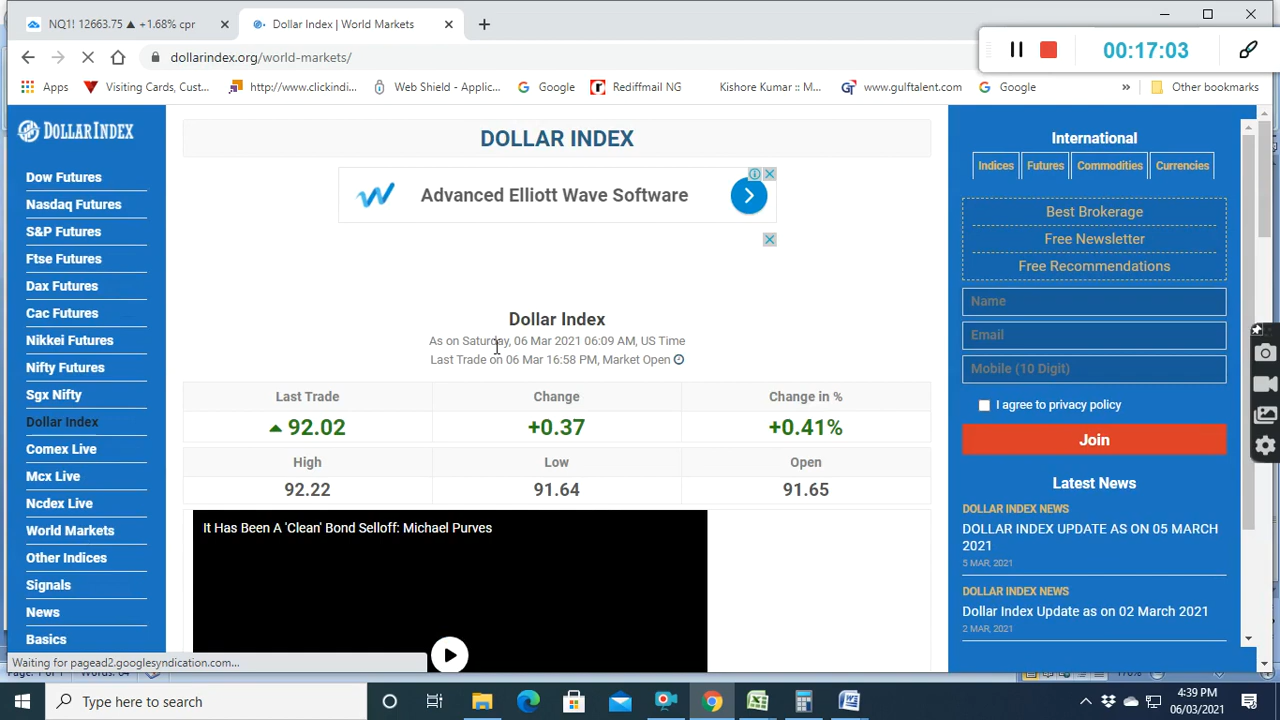 NQ1! 12663.75 ▲ +1.68% cpr
Dollar Index | World Markets
00:17:03
dollarindex.org/world-markets/
Apps
Visiting Cards, Cust...
http://www.clickindi...
Web Shield - Applic...
Google
Rediffmail NG
Kishore Kumar :: M...
www.gulftalent.com
Google
»
Other bookmarks
DOLLAR INDEX
Dow Futures
Nasdaq Futures
S&P Futures
Ftse Futures
Dax Futures
Cac Futures
Nikkei Futures
Nifty Futures
Sgx Nifty
Dollar Index
Comex Live
Mcx Live
Ncdex Live
World Markets
Other Indices
Signals
News
Basics
DOLLAR INDEX
Advanced Elliott Wave Software
Dollar Index
As on Saturday, 06 Mar 2021 06:09 AM, US Time
Last Trade on 06 Mar 16:58 PM, Market Open
Last Trade Change Change in %
▲ 92.02 +0.37 +0.41%
High Low Open
92.22 91.64 91.65
It Has Been A 'Clean' Bond Selloff: Michael Purves
International
Indices Futures Commodities Currencies
Best Brokerage
Free Newsletter
Free Recommendations
Name
Email
Mobile (10 Digit)
I agree to privacy policy
Join
Latest News
DOLLAR INDEX NEWS
DOLLAR INDEX UPDATE AS ON 05 MARCH
2021
5 MAR, 2021
DOLLAR INDEX NEWS
Dollar Index Update as on 02 March 2021
2 MAR, 2021
Waiting for pagead2.googlesyndication.com...
Type here to search
4:39 PM
06/03/2021